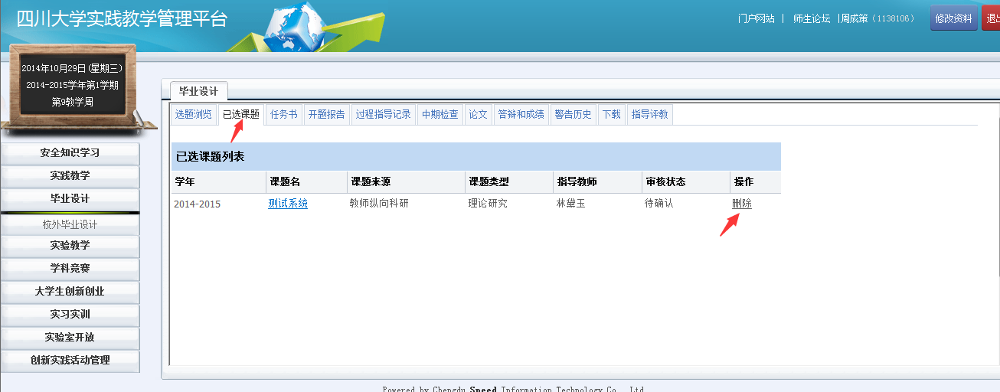 四川大学实践教学管理平台
门户网站 | 师生论坛 |周成策（1138106） 修改资料 退出
2014年10月29日(星期三)
2014-2015学年第1学期
第9教学周
毕业设计
选题浏览 已选课题 任务书 开题报告 过程指导记录 中期检查 论文 答辩和成绩 警告历史 下载 指导评教
安全知识学习
实践教学
毕业设计
校外毕业设计
实验教学
学科竞赛
大学生创新创业
实习实训
实验室开放
创新实践活动管理
已选课题列表
学年 课题名 课题来源 课题类型 指导教师 审核状态 操作
2014-2015 测试系统 教师纵向科研 理论研究 林黛玉 待确认 删除
Powered by Chengdu Speed Information Technology Co., Ltd